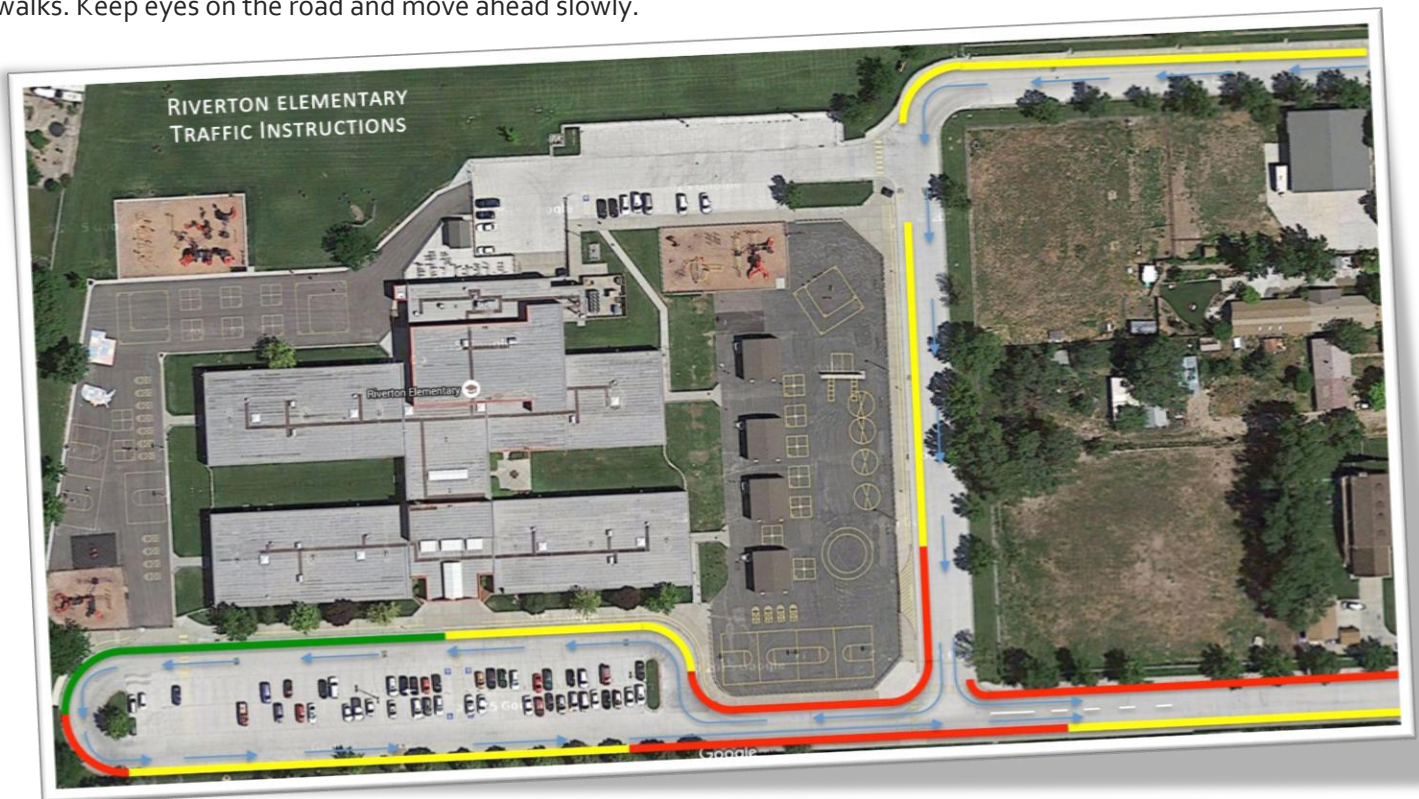 walks. Keep eyes on the road and move ahead slowly.
RIVERTON ELEMENTARY
TRAFFIC INSTRUCTIONS
Riverton Elementary
Google